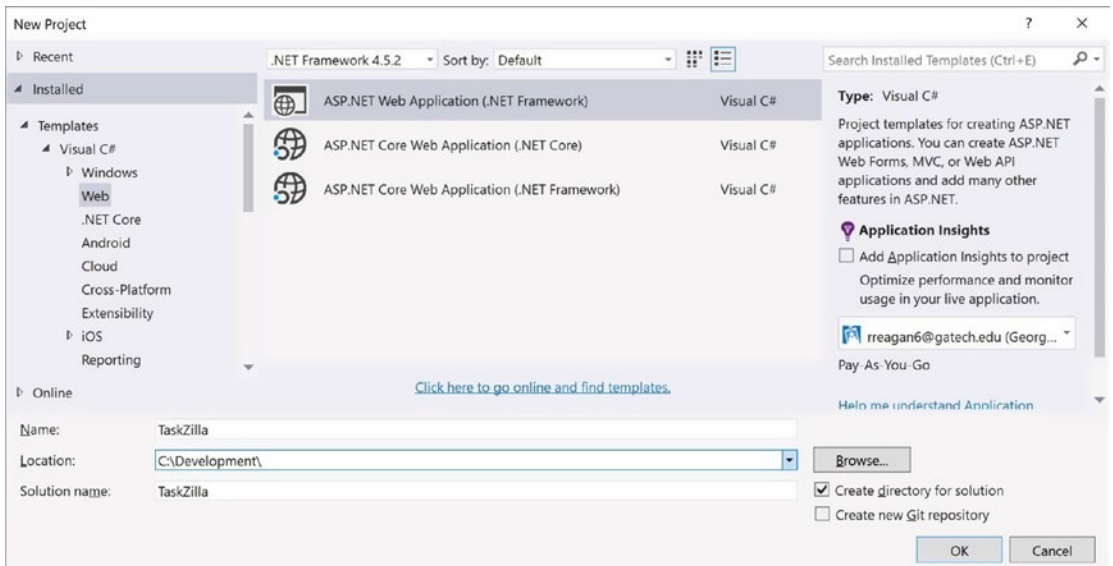 New Project
? ×
Recent
Installed
Templates
Visual C#
Windows
Web
.NET Core
Android
Cloud
Cross-Platform
Extensibility
iOS
Reporting
Online
.NET Framework 4.5.2 Sort by: Default
ASP.NET Web Application (.NET Framework) Visual C#
ASP.NET Core Web Application (.NET Core) Visual C#
ASP.NET Core Web Application (.NET Framework) Visual C#
Click here to go online and find templates.
Search Installed Templates (Ctrl+E)
Type: Visual C#
Project templates for creating ASP.NET
applications. You can create ASP.NET
Web Forms, MVC, or Web API
applications and add many other
features in ASP.NET.
Application Insights
Add Application Insights to project
Optimize performance and monitor
usage in your live application.
rreagan6@gatech.edu (Georg...
Pay-As-You-Go
Help me understand Application
Name: TaskZilla
Location: C:\Development\
Browse...
Solution name: TaskZilla
Create directory for solution
Create new Git repository
OK Cancel